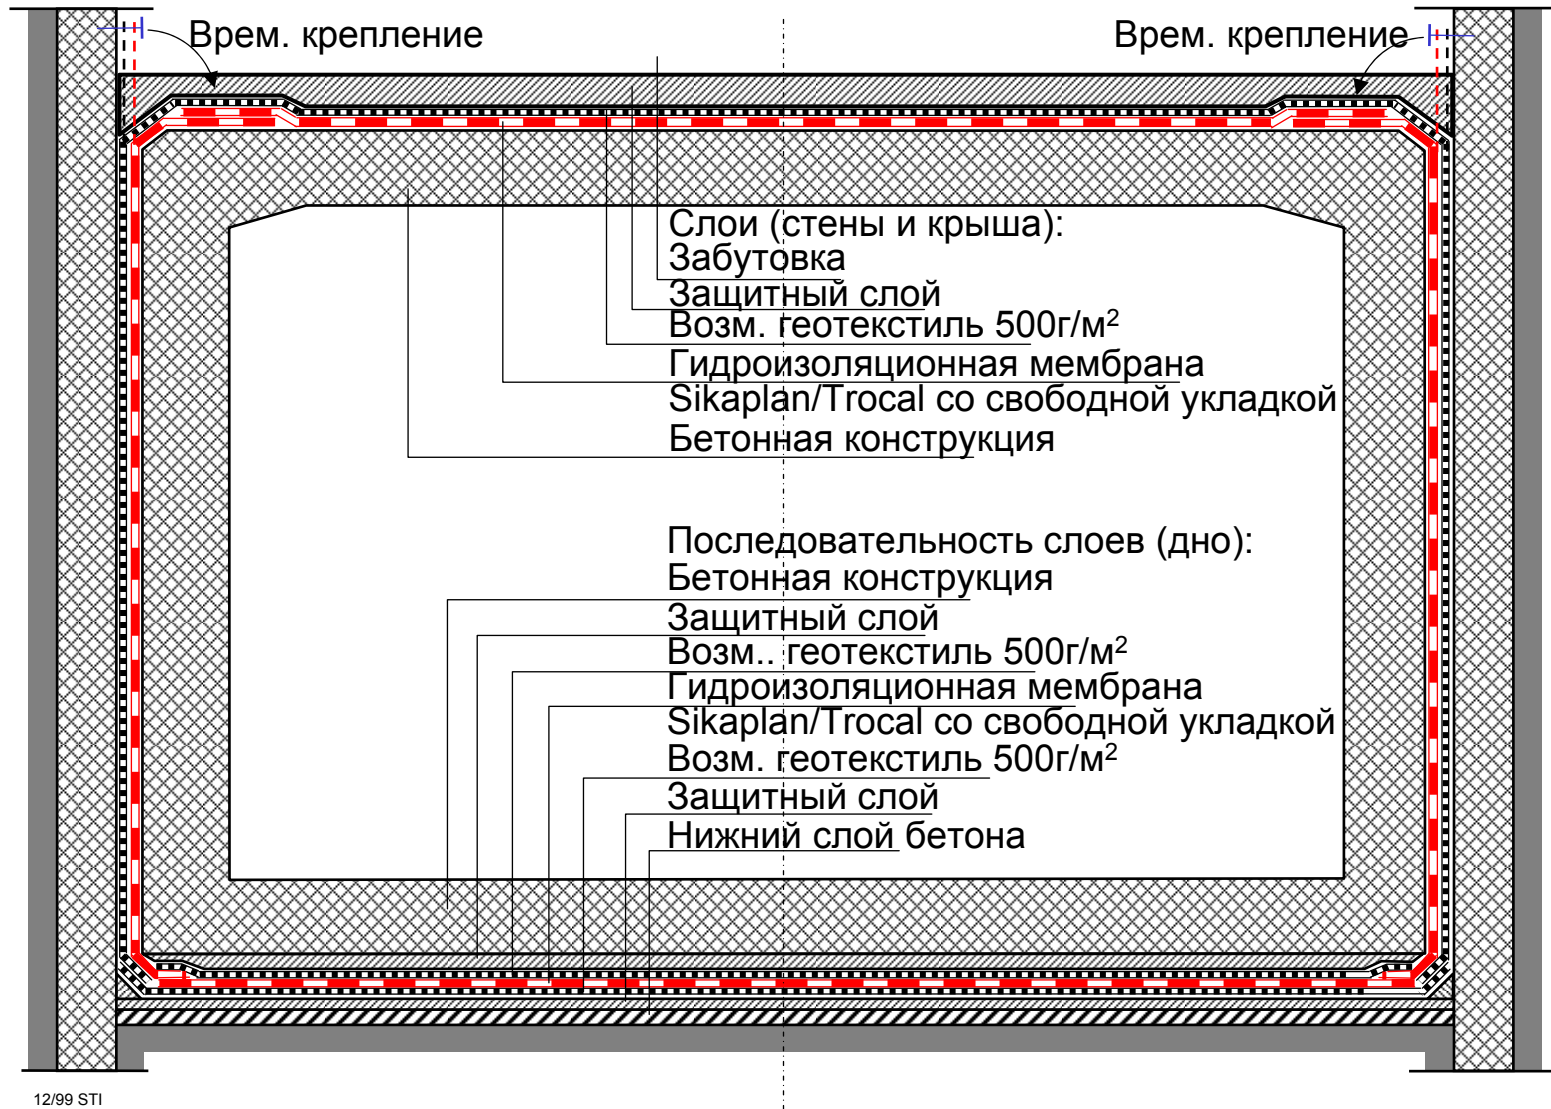 Врем. крепление
Врем. крепление
Слои (стены и крыша):
Забутовка
Защитный слой
Возм. геотекстиль 500г/м²
Гидроизоляционная мембрана
Sikaplan/Trocal со свободной укладкой
Бетонная конструкция
Последовательность слоев (дно):
Бетонная конструкция
Защитный слой
Возм.. геотекстиль 500г/м²
Гидроизоляционная мембрана
Sikaplan/Trocal со свободной укладкой
Возм. геотекстиль 500г/м²
Защитный слой
Нижний слой бетона
12/99 STI